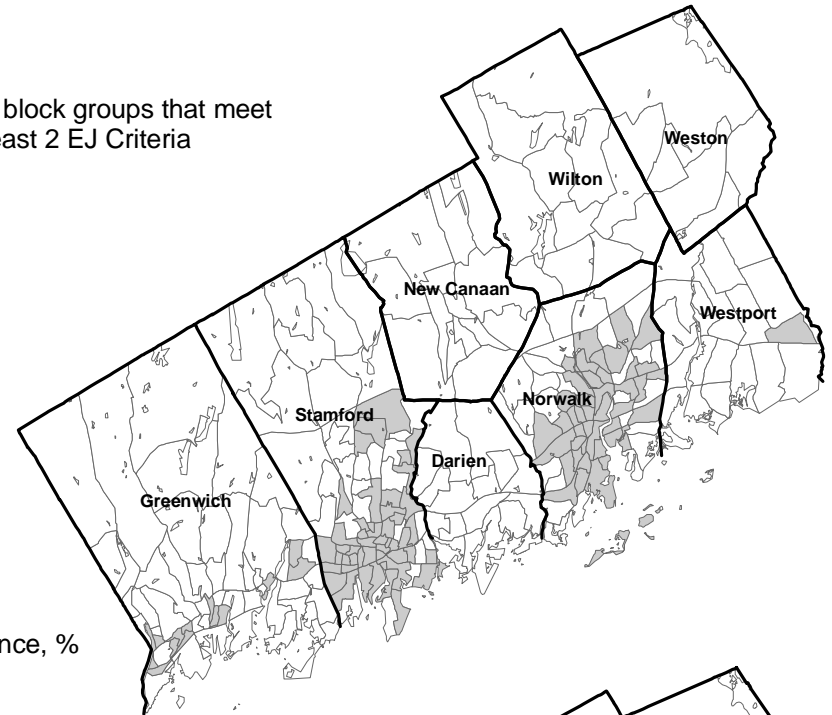 block groups that meet
east 2 EJ Criteria
Weston
Wilton
New Canaan
Westport
Norwalk
Stamford
Darien
Greenwich
nce, %